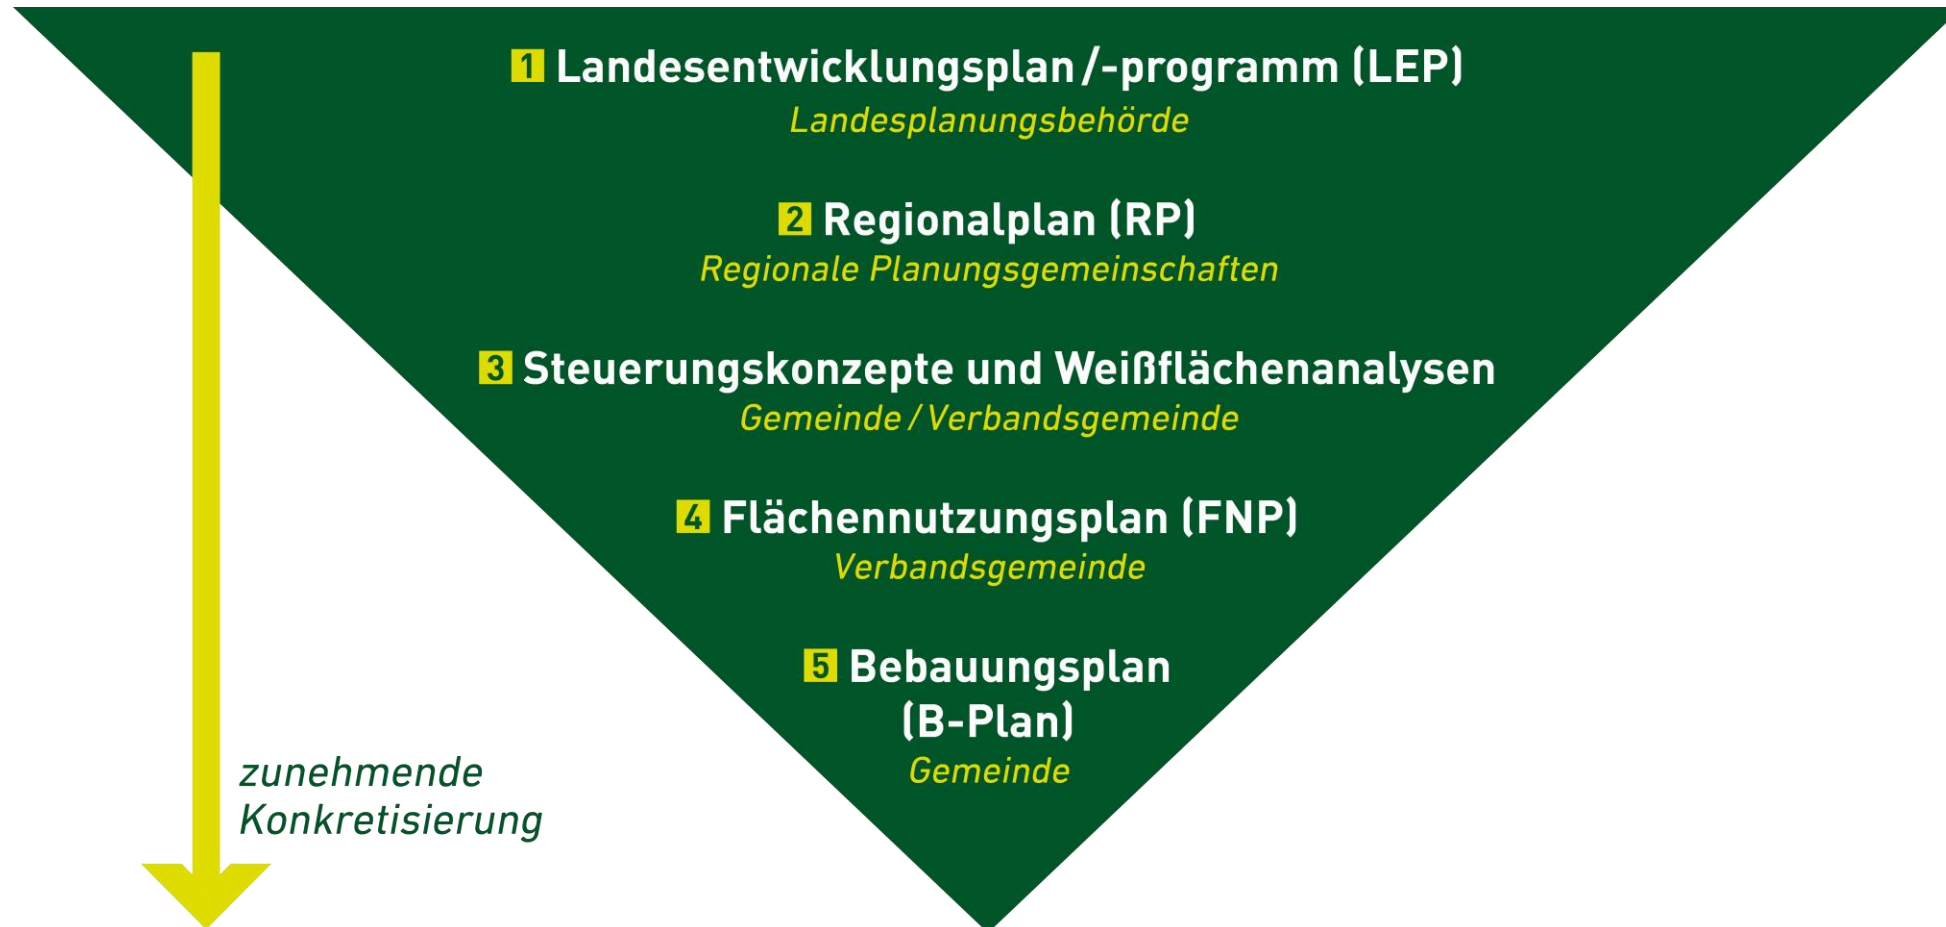 1 Landesentwicklungsplan/-programm (LEP)
Landesplanungsbehörde
2 Regionalplan (RP)
Regionale Planungsgemeinschaften
3 Steuerungskonzepte und Weißflächenanalysen
Gemeinde/Verbandsgemeinde
4 Flächennutzungsplan (FNP)
Verbandsgemeinde
5 Bebauungsplan
(B-Plan)
Gemeinde
zunehmende
Konkretisierung